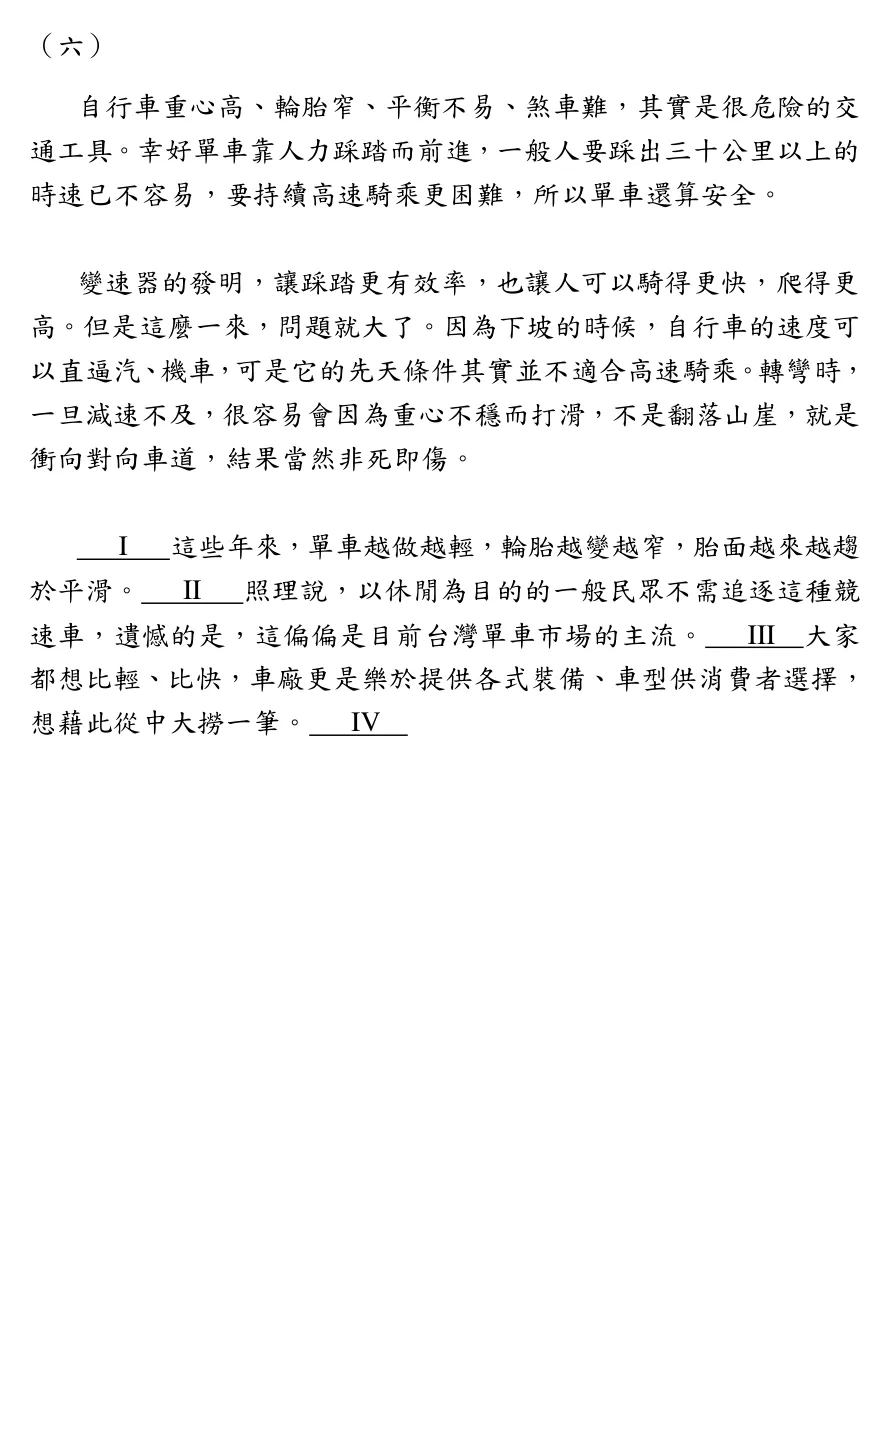 （六）
自行車重心高、輪胎窄、平衡不易、煞車難，其實是很危險的交
通工具。幸好單車靠人力踩踏而前進，一般人要踩出三十公里以上的
時速已不容易，要持續高速騎乘更困難，所以單車還算安全。
變速器的發明，讓踩踏更有效率，也讓人可以騎得更快，爬得更
高。但是這麼一來，問題就大了。因為下坡的時候，自行車的速度可
以直逼汽、機車，可是它的先天條件其實並不適合高速騎乘。轉彎時，
一旦減速不及，很容易會因為重心不穩而打滑，不是翻落山崖，就是
衝向對向車道，結果當然非死即傷。
I 這些年來，單車越做越輕，輪胎越變越窄，胎面越來越趨
於平滑。 II 照理說，以休閒為目的的一般民眾不需追逐這種競
速車，遺憾的是，這偏偏是目前台灣單車市場的主流。 III 大家
都想比輕、比快，車廠更是樂於提供各式裝備、車型供消費者選擇，
想藉此從中大撈一筆。 IV